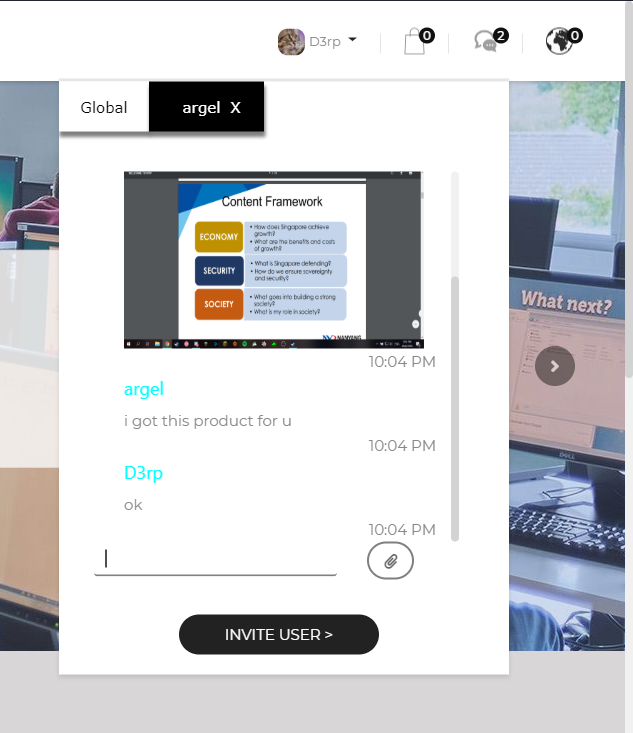 D3rp
0
2
0
Global
argel X
Content Framework
ECONOMY
• How does Singapore achieve growth?
• What are the benefits and costs of growth?
SECURITY
• What is Singapore defending?
• How do we ensure sovereignty and security?
SOCIETY
• What goes into building a strong society?
• What is my role in society?
NANYANG
10:04 PM
argel
i got this product for u
10:04 PM
D3rp
ok
10:04 PM
INVITE USER >
What next?
DELL